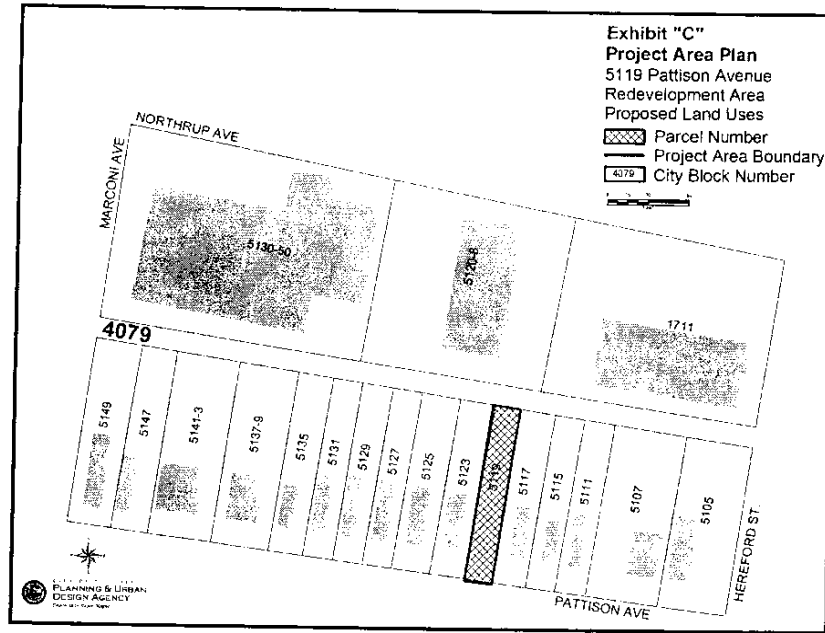 Exhibit "C"
Project Area Plan
5119 Pattison Avenue
Redevelopment Area
Proposed Land Uses
Parcel Number
Project Area Boundary
4079 City Block Number
NORTHRUP AVE
MARCONI AVE
5130-50
5120-8
1711
4079
5149
5147
5141-3
5137-9
5135
5131
5129
5127
5125
5123
5119
5117
5115
5111
5107
5105
HEREFORD ST.
PATTISON AVE
PLANNING & URBAN
DESIGN AGENCY